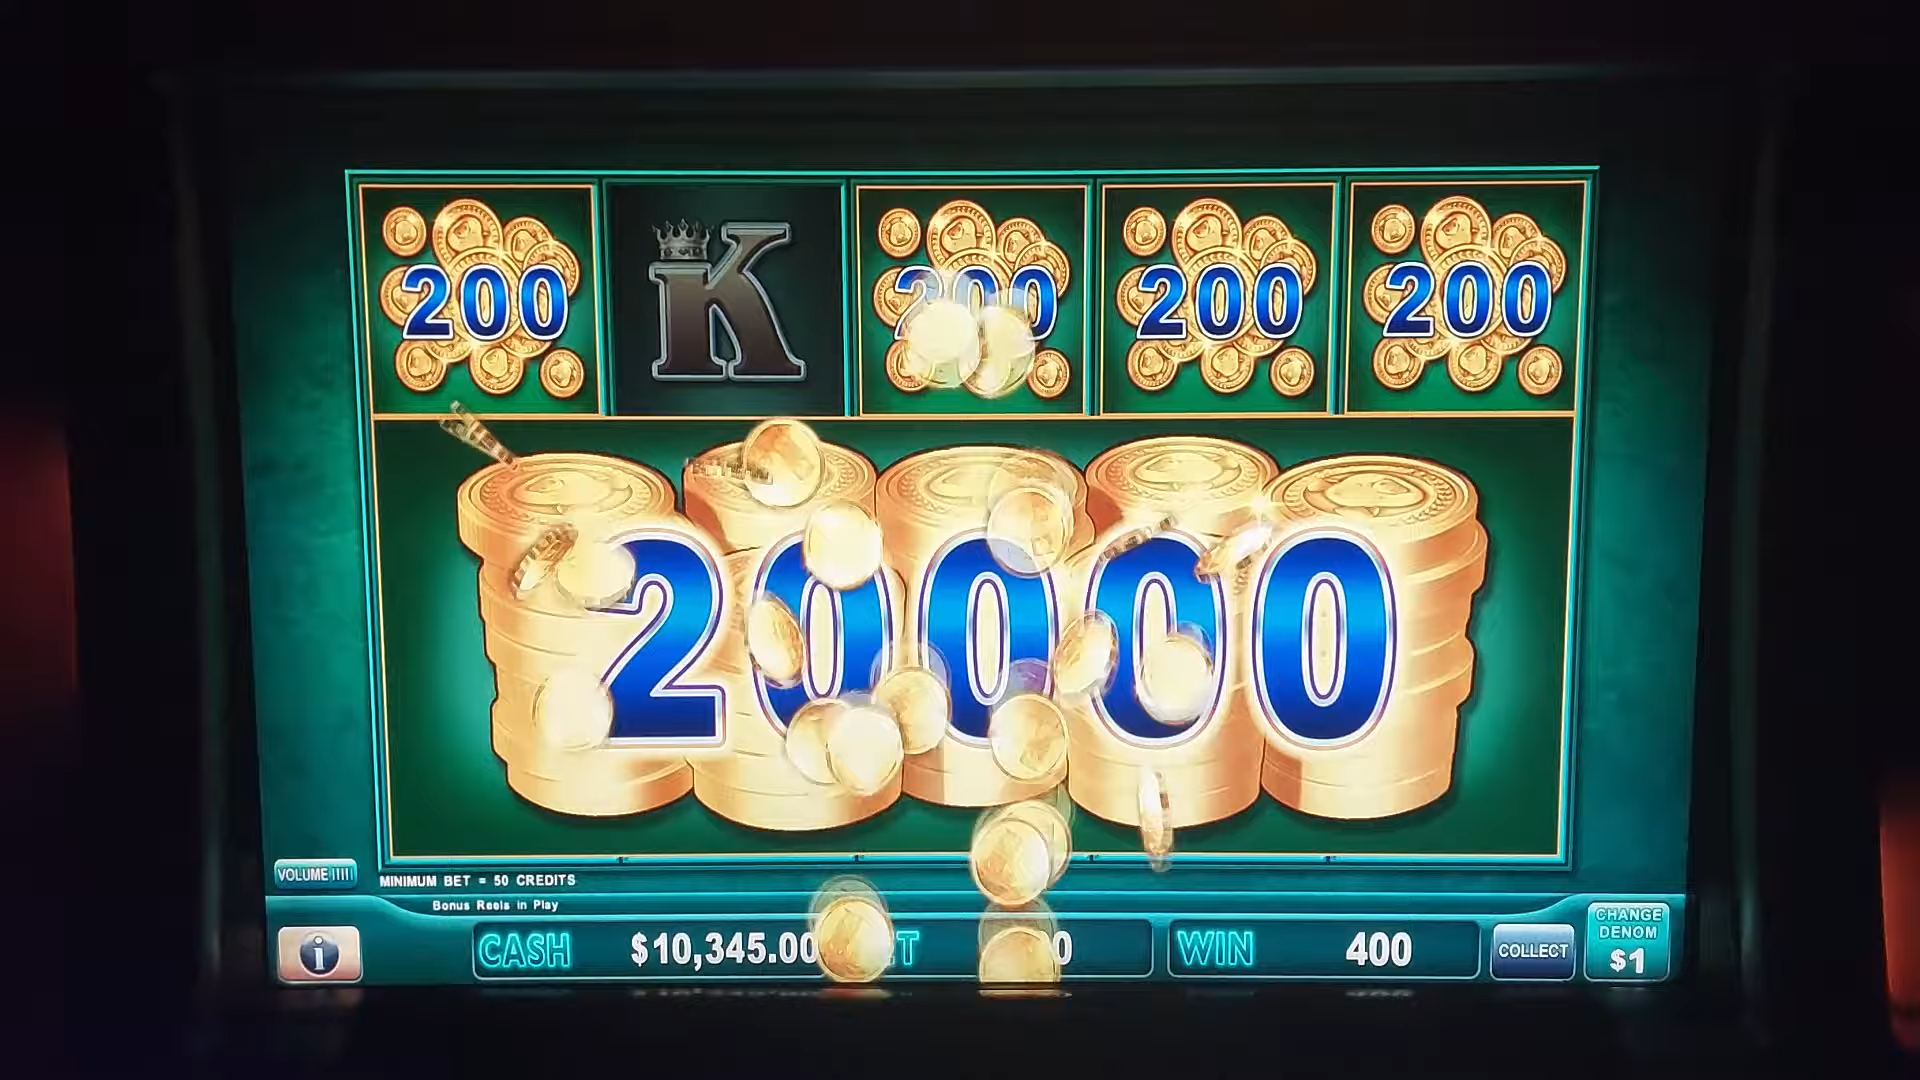 200 K 200 200 200
20000
VOLUME
MINIMUM BET = 50 CREDITS
Bonus Reels in Play
CASH $10,345.00
WIN 400
COLLECT
CHANGE
DENOM
$1